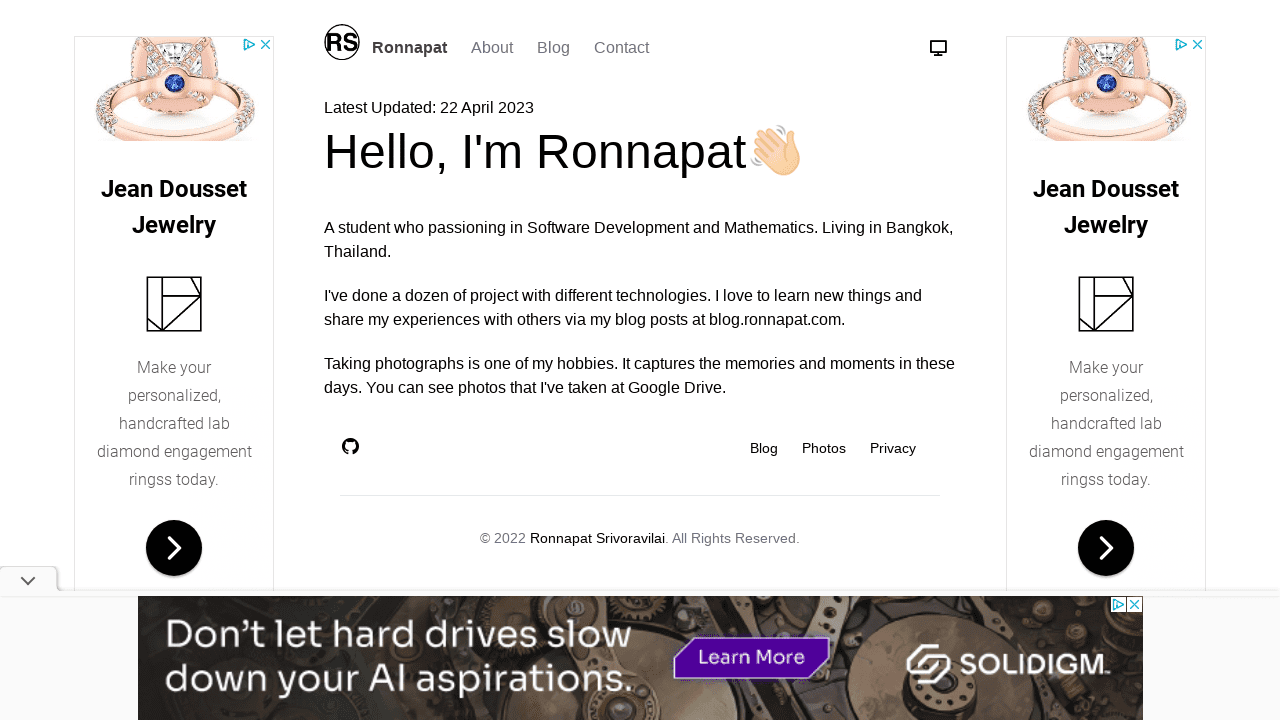 RS
Ronnapat
About
Blog
Contact
Latest Updated: 22 April 2023
Hello, I'm Ronnapat👋🏻
A student who passioning in Software Development and Mathematics. Living in Bangkok,
Thailand.
I've done a dozen of project with different technologies. I love to learn new things and
share my experiences with others via my blog posts at blog.ronnapat.com.
Taking photographs is one of my hobbies. It captures the memories and moments in these
days. You can see photos that I've taken at Google Drive.
Blog
Photos
Privacy
© 2022 Ronnapat Srivoravilai. All Rights Reserved.
Jean Dousset
Jewelry
Make your
personalized,
handcrafted lab
diamond engagement
ringss today.
Jean Dousset
Jewelry
Make your
personalized,
handcrafted lab
diamond engagement
ringss today.
Don't let hard drives slow
down your AI aspirations.
Learn More
SOLIDIGM